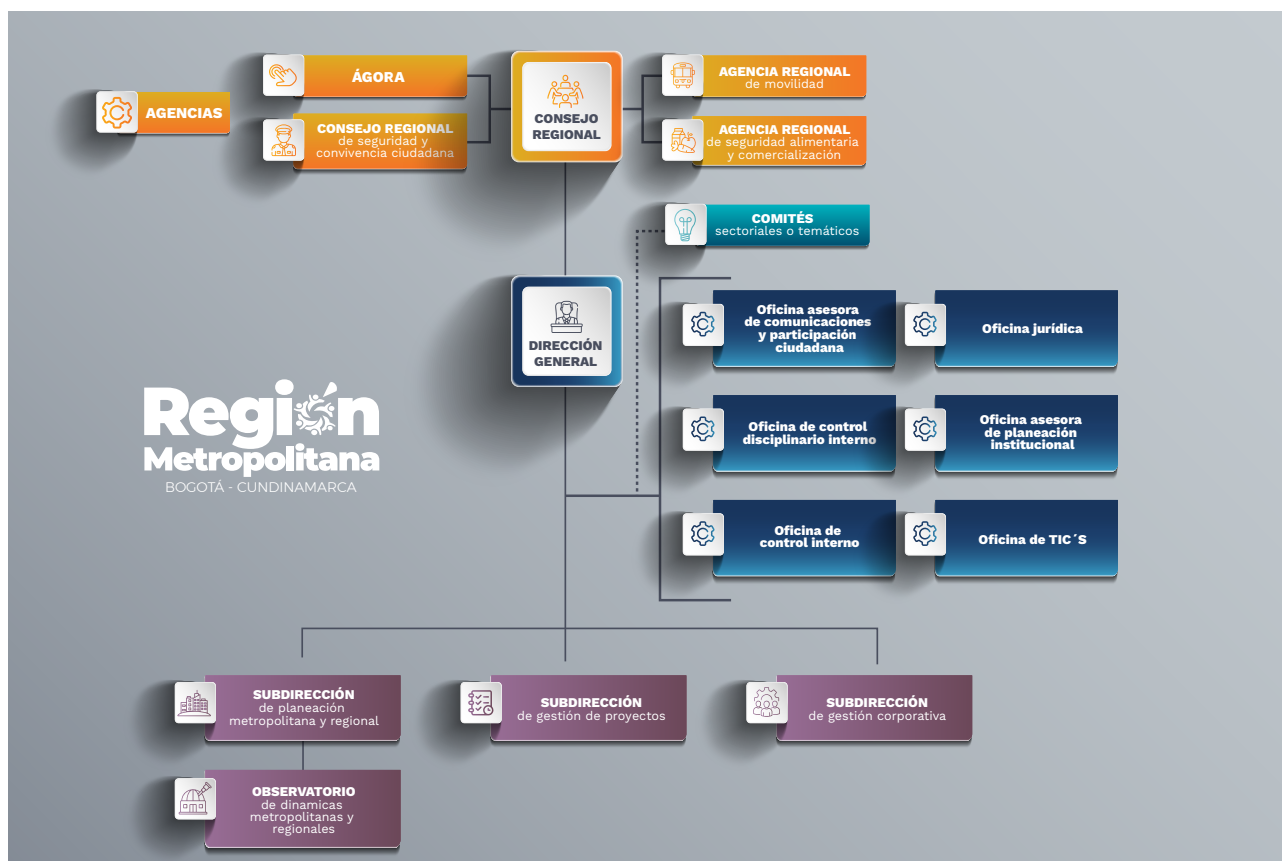 AGENCIAS
ÁGORA
CONSEJO REGIONAL
de seguridad y
convivencia ciudadana
CONSEJO
REGIONAL
AGENCIA REGIONAL
de movilidad
AGENCIA REGIONAL
de seguridad alimentaria
y comercialización
COMITÉS
sectoriales o temáticos
DIRECCIÓN
GENERAL
Oficina asesora
de comunicaciones
y participación
ciudadana
Oficina jurídica
Oficina de control
disciplinario interno
Oficina asesora
de planeación
institucional
Oficina de
control interno
Oficina de TIC´S
Región
Metropolitana
BOGOTÁ - CUNDINAMARCA
SUBDIRECCIÓN
de planeación
metropolitana y regional
SUBDIRECCIÓN
de gestión de proyectos
SUBDIRECCIÓN
de gestión corporativa
OBSERVATORIO
de dinamicas
metropolitanas y
regionales